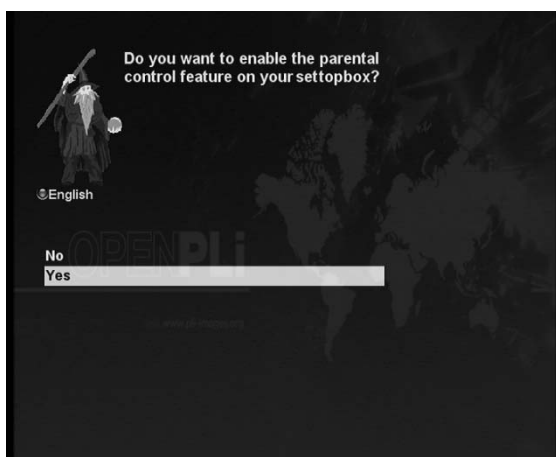 Do you want to enable the parental
control feature on your settopbox?
English
OPENPLi
No
Yes